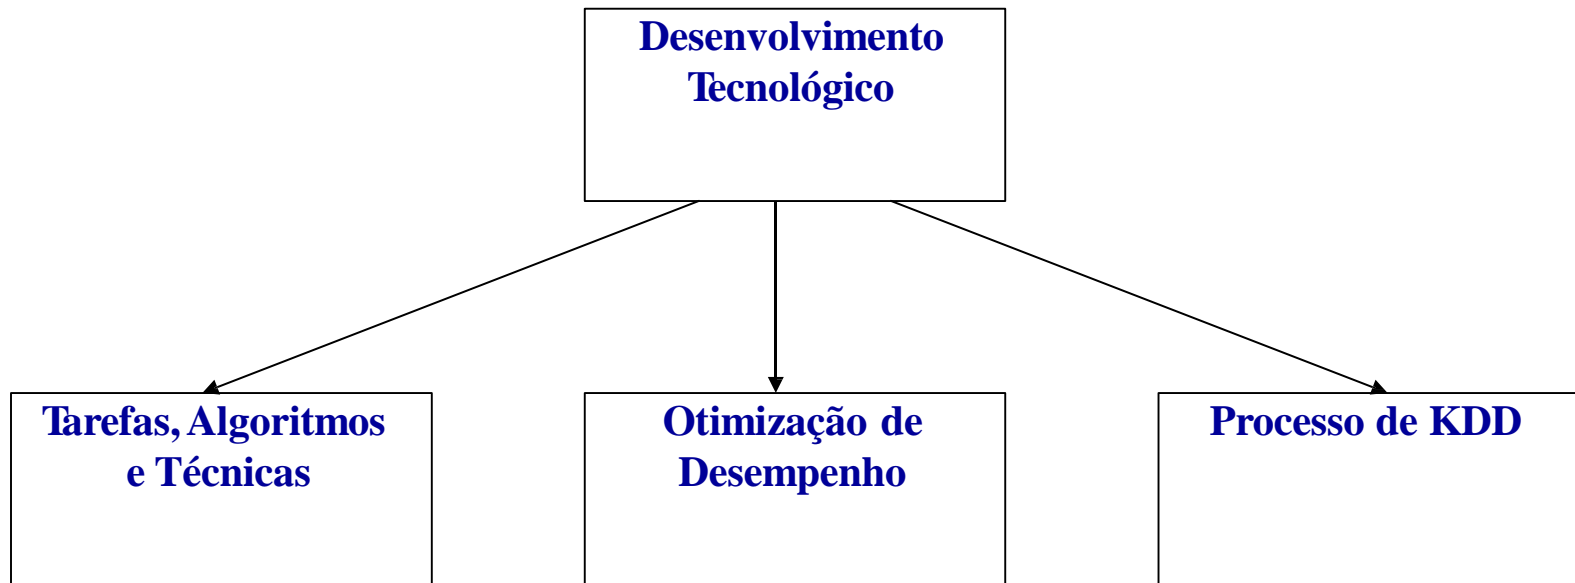 Desenvolvimento
Tecnológico
Tarefas, Algoritmos
e Técnicas
Otimização de
Desempenho
Processo de KDD